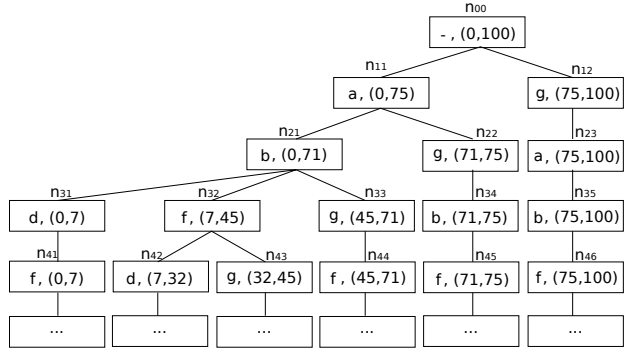 n00
- , (0,100)
n11 n12
a , (0,75) g, (75,100)
n21 n22 n23
b , (0,71) g, (71,75) a, (75,100)
n31 n32 n33 n34 n35
d, (0,7) f, (7,45) g, (45,71) b, (71,75) b, (75,100)
n41 n42 n43 n44 n45 n46
f , (0,7) d, (7,32) g, (32,45) f, (45,71) f, (71,75) f, (75,100)
... ... ... ... ... ...